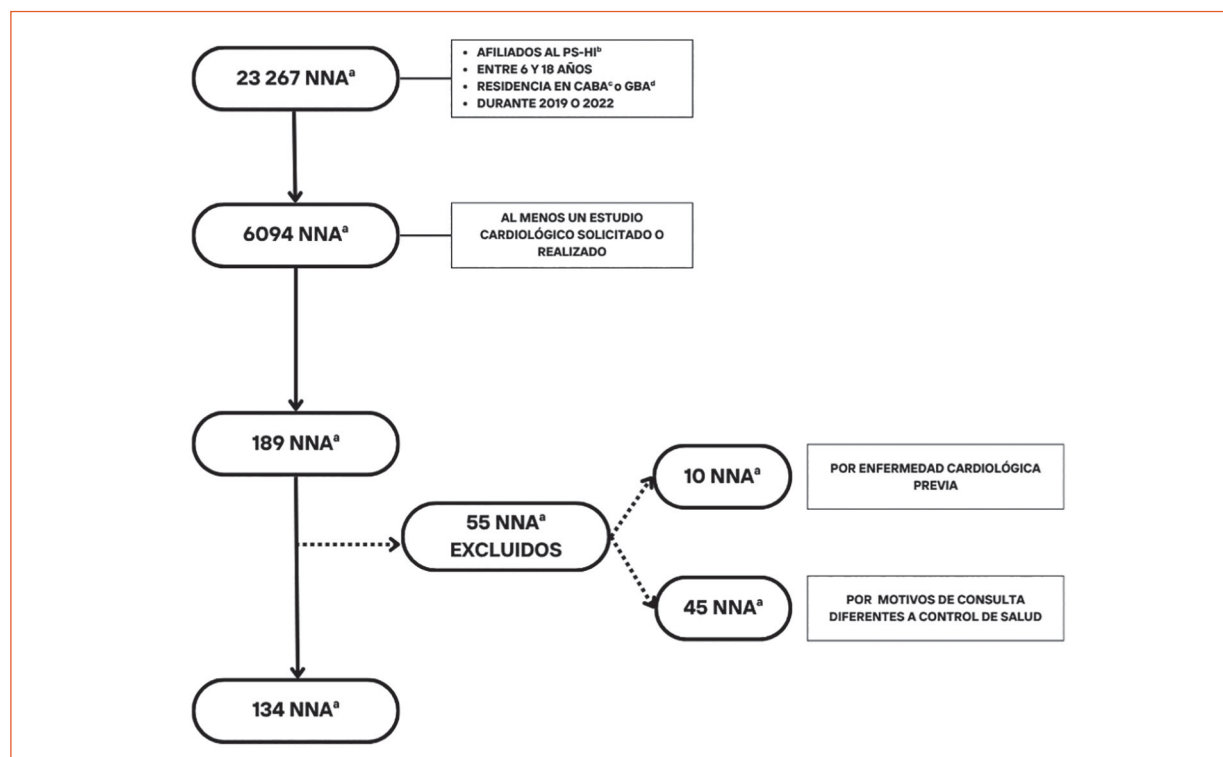 23 267 NNAᵃ
• AFILIADOS AL PS-HIᵇ
• ENTRE 6 Y 18 AÑOS
• RESIDENCIA EN CABAᶜ o GBAᵈ
• DURANTE 2019 O 2022
6094 NNAᵃ
AL MENOS UN ESTUDIO
CARDIOLÓGICO SOLICITADO O
REALIZADO
189 NNAᵃ
55 NNAᵃ
EXCLUIDOS
10 NNAᵃ
POR ENFERMEDAD CARDIOLÓGICA
PREVIA
45 NNAᵃ
POR MOTIVOS DE CONSULTA
DIFERENTES A CONTROL DE SALUD
134 NNAᵃ